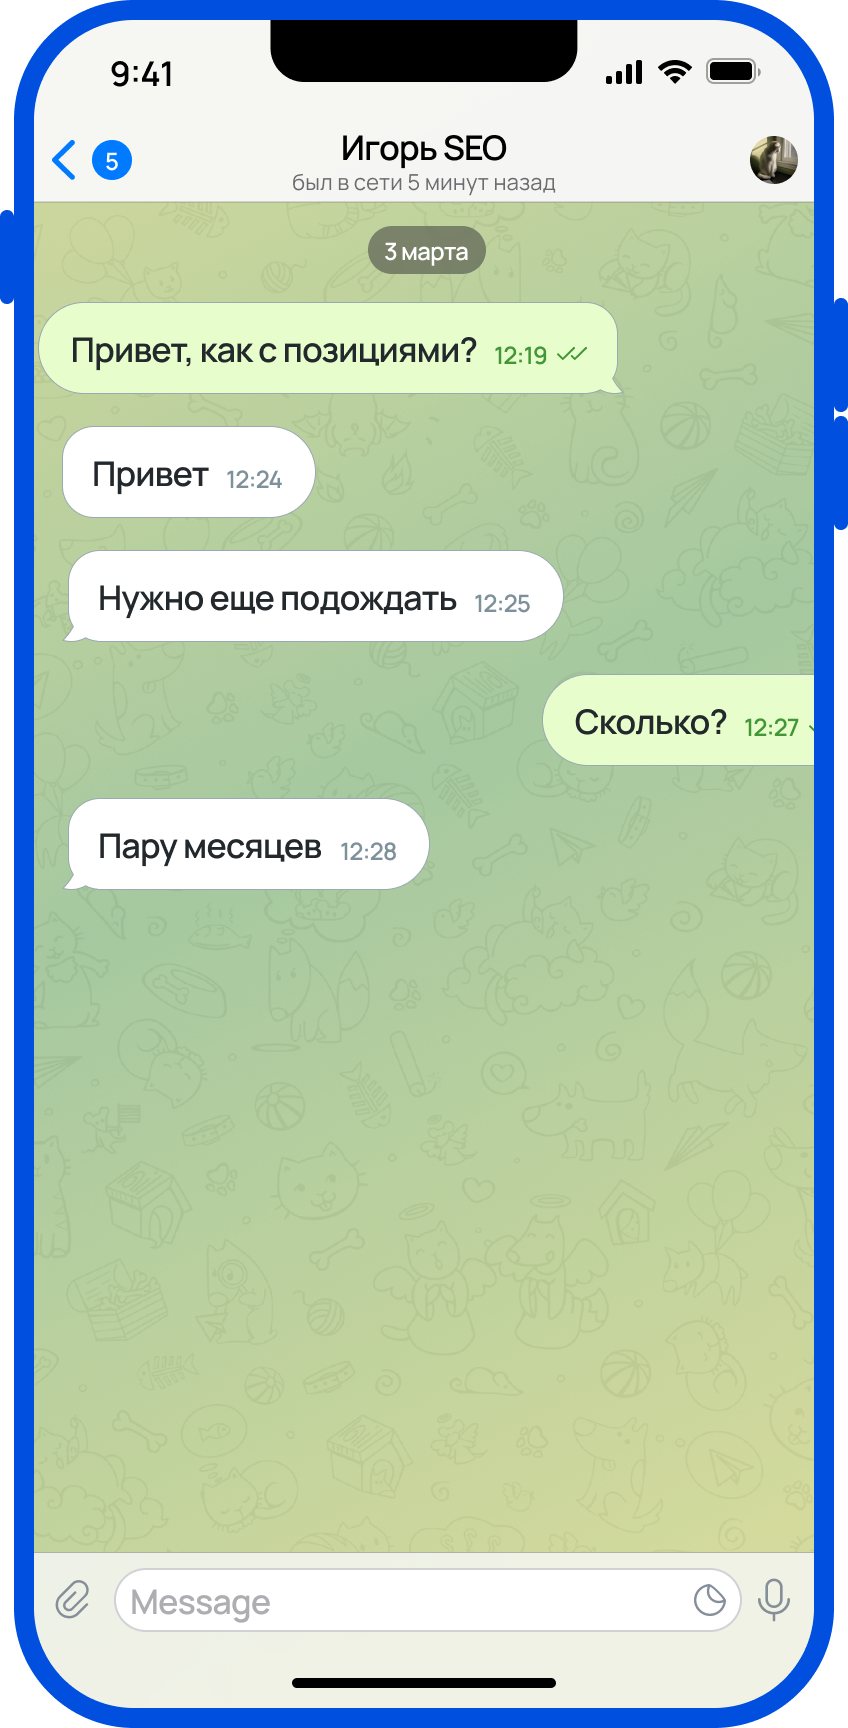 9:41
5
Игорь SEO
был в сети 5 минут назад
3 марта
Привет, как с позициями? 12:19
Привет 12:24
Нужно еще подождать 12:25
Сколько? 12:27
Пару месяцев 12:28
Message